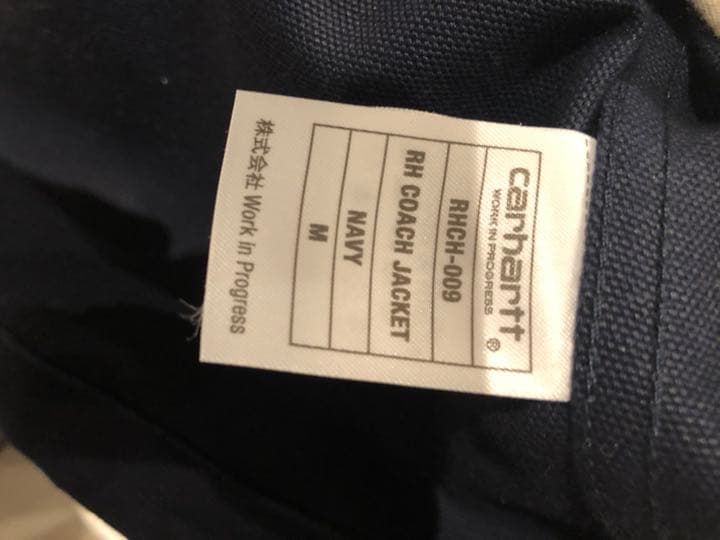 carhartt®
WORK IN PROGRESS
RHCH-009
RH COACH JACKET
NAVY
M
株式会社 Work in Progress